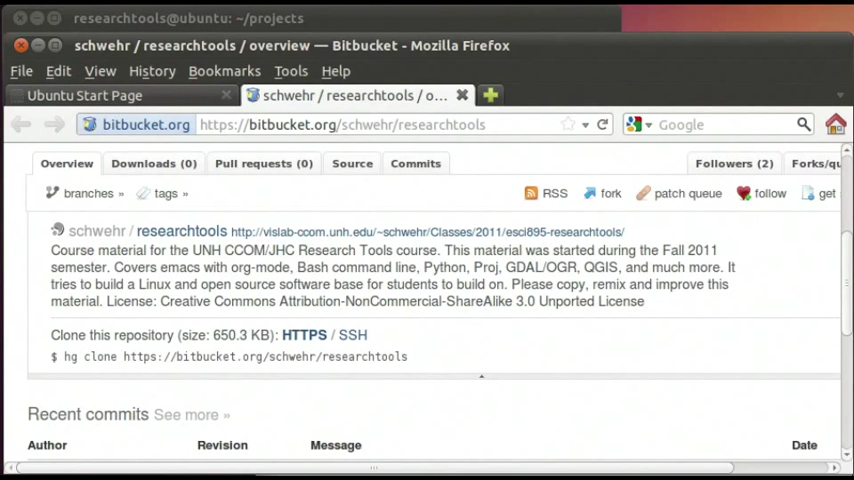 researchtools@ubuntu: ~/projects
schwehr / researchtools / overview — Bitbucket - Mozilla Firefox
File Edit View History Bookmarks Tools Help
Ubuntu Start Page schwehr / researchtools / o...
bitbucket.org https://bitbucket.org/schwehr/researchtools Google
Overview Downloads (0) Pull requests (0) Source Commits Followers (2) Forks/qu
branches » tags » RSS fork patch queue follow get
schwehr / researchtools http://vislab-ccom.unh.edu/~schwehr/Classes/2011/esci895-researchtools/
Course material for the UNH CCOM/JHC Research Tools course. This material was started during the Fall 2011
semester. Covers emacs with org-mode, Bash command line, Python, Proj, GDAL/OGR, QGIS, and much more. It
tries to build a Linux and open source software base for students to build on. Please copy, remix and improve this
material. License: Creative Commons Attribution-NonCommercial-ShareAlike 3.0 Unported License
Clone this repository (size: 650.3 KB): HTTPS / SSH
$ hg clone https://bitbucket.org/schwehr/researchtools
Recent commits See more »
Author Revision Message Date